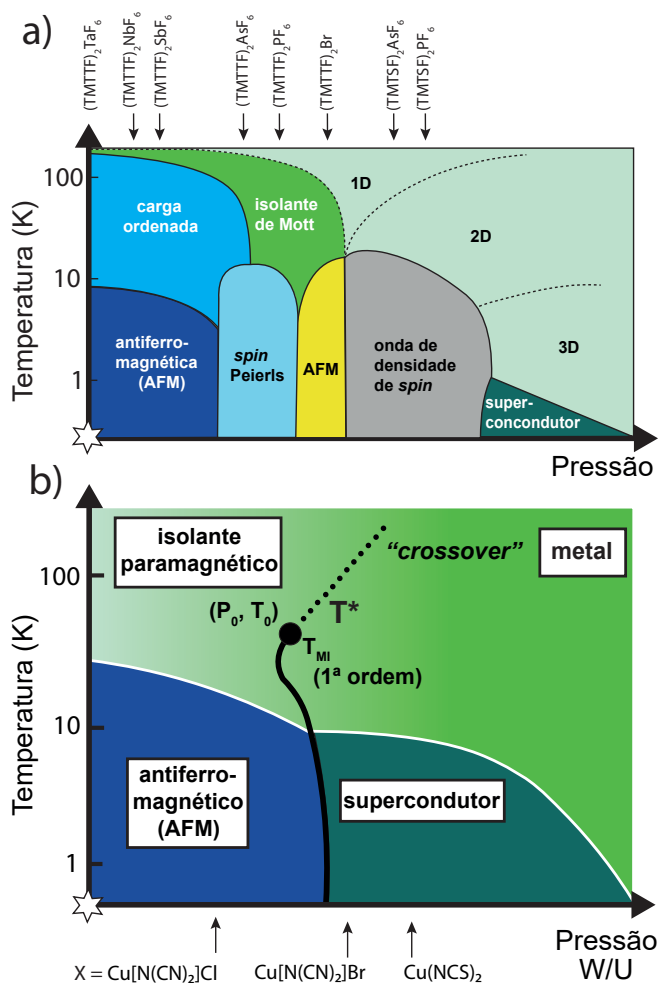 a)
(TMTTF)₂TaF₆
(TMTTF)₂NbF₆
(TMTTF)₂SbF₆
(TMTTF)₂AsF₆
(TMTTF)₂PF₆
(TMTTF)₂Br
(TMTSF)₂AsF₆
(TMTSF)₂PF₆
Temperatura (K)
100
10
1
carga
ordenada
isolante
de Mott
1D
2D
3D
antiferro-
magnética
(AFM)
spin
Peierls
AFM
onda de
densidade
de spin
super-
condutor
Pressão
b)
Temperatura (K)
100
10
1
isolante
paramagnético
"crossover"
metal
(P₀, T₀)
T*
T_MI
(1ª ordem)
antiferro-
magnético
(AFM)
supercondutor
Pressão
W/U
X = Cu[N(CN)₂]Cl
Cu[N(CN)₂]Br
Cu(NCS)₂